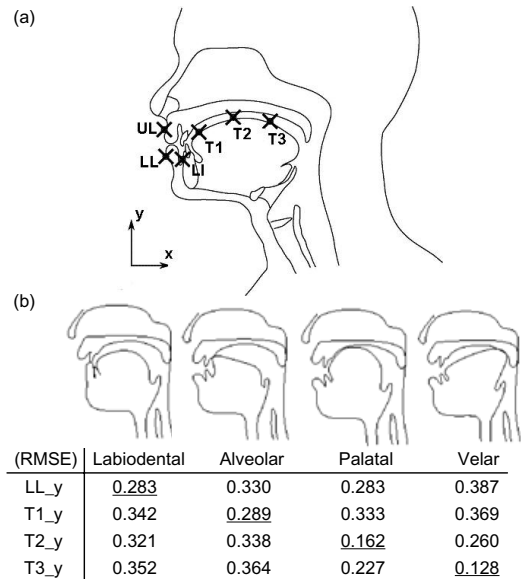 (a)
UL
T1
T2
T3
LL
LI
y
x
(b)
(RMSE) Labiodental Alveolar Palatal Velar
LL_y 0.283 0.330 0.283 0.387
T1_y 0.342 0.289 0.333 0.369
T2_y 0.321 0.338 0.162 0.260
T3_y 0.352 0.364 0.227 0.128